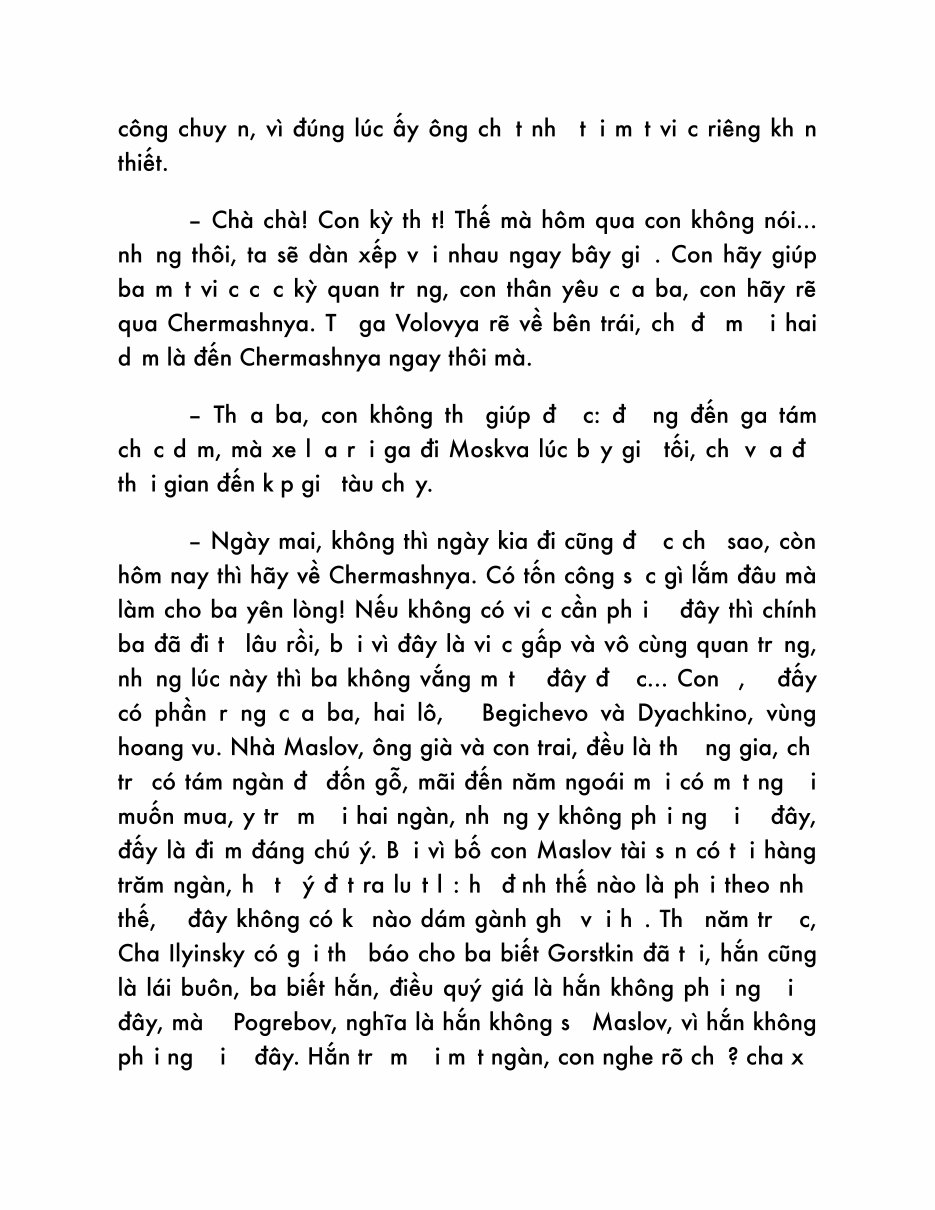 công chuy n, vì đúng lúc ấy ông ch t nh  t i m t vi c riêng kh n
thiết.
– Chà chà! Con kỳ th t! Thế mà hôm qua con không nói...
nh ng thôi, ta sẽ dàn xếp v i nhau ngay bây gi . Con hãy giúp
ba m t vi c c c kỳ quan tr ng, con thân yêu c a ba, con hãy rẽ
qua Chermashnya. T  ga Volovya rẽ về bên trái, ch  đ  m  i hai
d m là đến Chermashnya ngay thôi mà.
– Th a ba, con không th  giúp đ  c: đ  ng đến ga tám
ch c d m, mà xe l a r i ga đi Moskva lúc b y gi  tối, ch  v a đ
th i gian đến k p gi  tàu ch y.
– Ngày mai, không thì ngày kia đi cũng đ  c ch  sao, còn
hôm nay thì hãy về Chermashnya. Có tốn công s c gì lắm đâu mà
làm cho ba yên lòng! Nếu không có vi c cần ph i  đây thì chính
ba đã đi t  lâu rồi, b i vì đây là vi c gấp và vô cùng quan tr ng,
nh ng lúc này thì ba không vắng m t  đây đ  c... Con  ,  đấy
có phần r ng c a ba, hai lô,  Begichevo và Dyachkino, vùng
hoang vu. Nhà Maslov, ông già và con trai, đều là th  ng gia, ch
tr  có tám ngàn đ  đốn gỗ, mãi đến năm ngoái m i có m t ng  i
muốn mua, y tr  m  i hai ngàn, nh ng y không ph i ng  i  đây,
đấy là đi m đáng chú ý. B i vì bố con Maslov tài s n có t i hàng
trăm ngàn, h  t  ý đ t ra lu t l : h  đ nh thế nào là ph i theo nh
thế,  đây không có k  nào dám gành gh  v i h . Th  năm tr  c,
Cha Ilyinsky có g i th  báo cho ba biết Gorstkin đã t i, hắn cũng
là lái buôn, ba biết hắn, điều quý giá là hắn không ph i ng  i
đây, mà  Pogrebov, nghĩa là hắn không s  Maslov, vì hắn không
ph i ng  i  đây. Hắn tr  m  i m t ngàn, con nghe rõ ch ? cha x